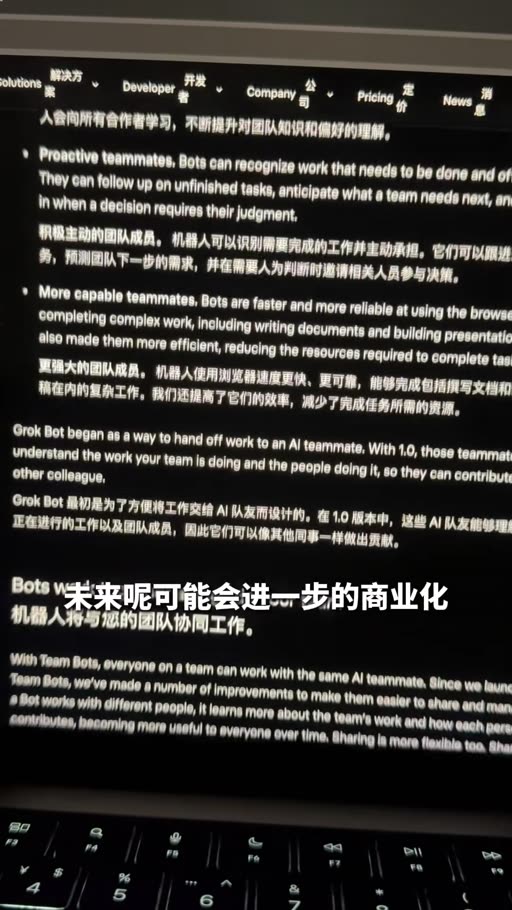 Solutions 解决方案
Developer 开发者
Company 公司
Pricing 定价
News 消息
人会向所有合作者学习，不断提升对团队知识和偏好的理解。
• Proactive teammates. Bots can recognize work that needs to be done and
They can follow up on unfinished tasks, anticipate what a team needs next,
in when a decision requires their judgment.
积极主动的团队成员。机器人可以识别需要完成的工作并主动承担。它们可以跟进
务，预测团队下一步的需求，并在需要人为判断时邀请相关人员参与决策。
• More capable teammates. Bots are faster and more reliable at using the
completing complex work, including writing documents and building
also made them more efficient, reducing the resources required to complete
更强大的团队成员。机器人使用浏览器速度更快、更可靠，能够完成包括撰写文档和
稿在内的复杂工作。我们还提高了它们的效率，减少了完成任务所需的资源。
Grok Bot began as a way to hand off work to an AI teammate. With 1.0, those
understand the work your team is doing and the people doing it, so they can
other colleague.
Grok Bot 最初是为了方便将工作交给 AI 队友而设计的。在 1.0 版本中，这些 AI 队友能够理
正在进行的工作以及团队成员，因此它们可以像其他同事一样做出贡献。
Bots
未来呢可能会进一步的商业化
机器人将与您的团队协同工作。
With Team Bots, everyone on a team can work with the same AI teammate. Since we
Team Bots, we've made a number of improvements to make them easier to share and
a Bot works with different people, it learns more about the team's work and how each
contributes, becoming more useful to everyone over time. Sharing is more flexible too.
F3 F4 F5 F6 F7 F8 F9
¥ $ % … ^ & *
4 5 6 7